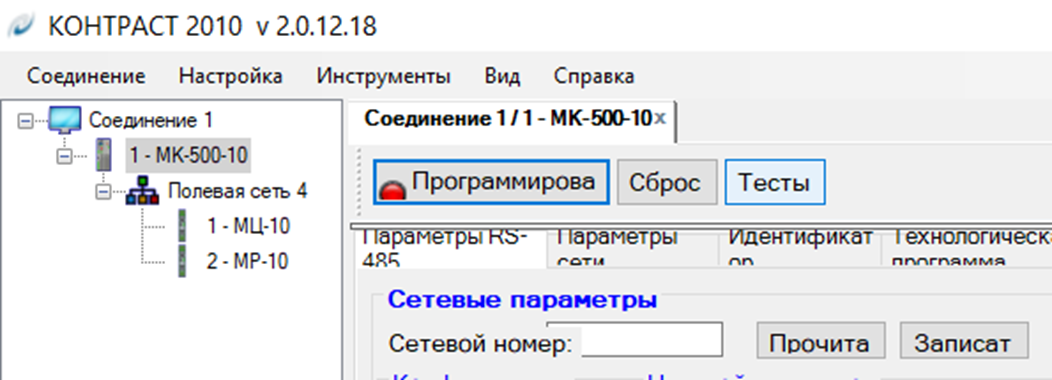 КОНТРАСТ 2010 v 2.0.12.18
Соединение Настройка Инструменты Вид Справка
Соединение 1
1 - МК-500-10
Полевая сеть 4
1 - МЦ-10
2 - МР-10
Соединение 1 / 1 - МК-500-10 x
Программирова Сброс Тесты
Параметры RS-485
Параметры сети
Идентификатор
Технологическ
программа
Сетевые параметры
Сетевой номер: Прочита Записат